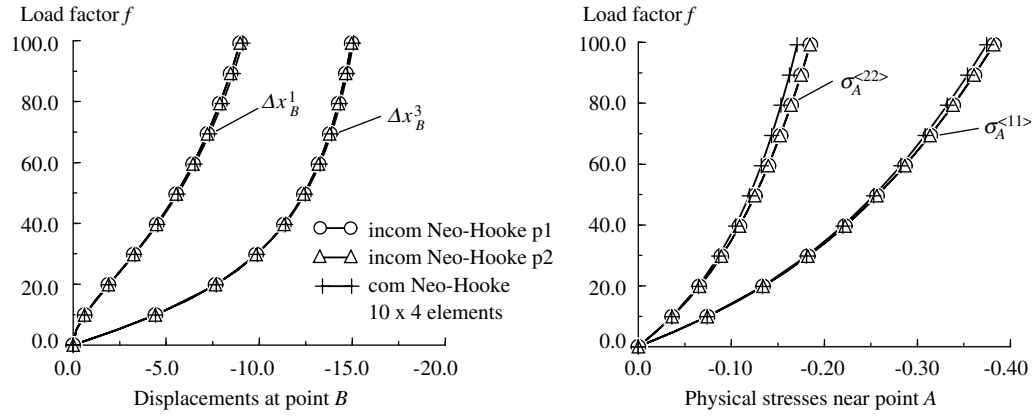 Load factor f
100.0
80.0
60.0
40.0
20.0
0.0
0.0
-5.0
-10.0
-15.0
-20.0
Δx_B^1
Δx_B^3
incom Neo-Hooke p1
incom Neo-Hooke p2
com Neo-Hooke
10 x 4 elements
Displacements at point B
Load factor f
100.0
80.0
60.0
40.0
20.0
0.0
0.0
-0.10
-0.20
-0.30
-0.40
σ_A^<22>
σ_A^<11>
Physical stresses near point A